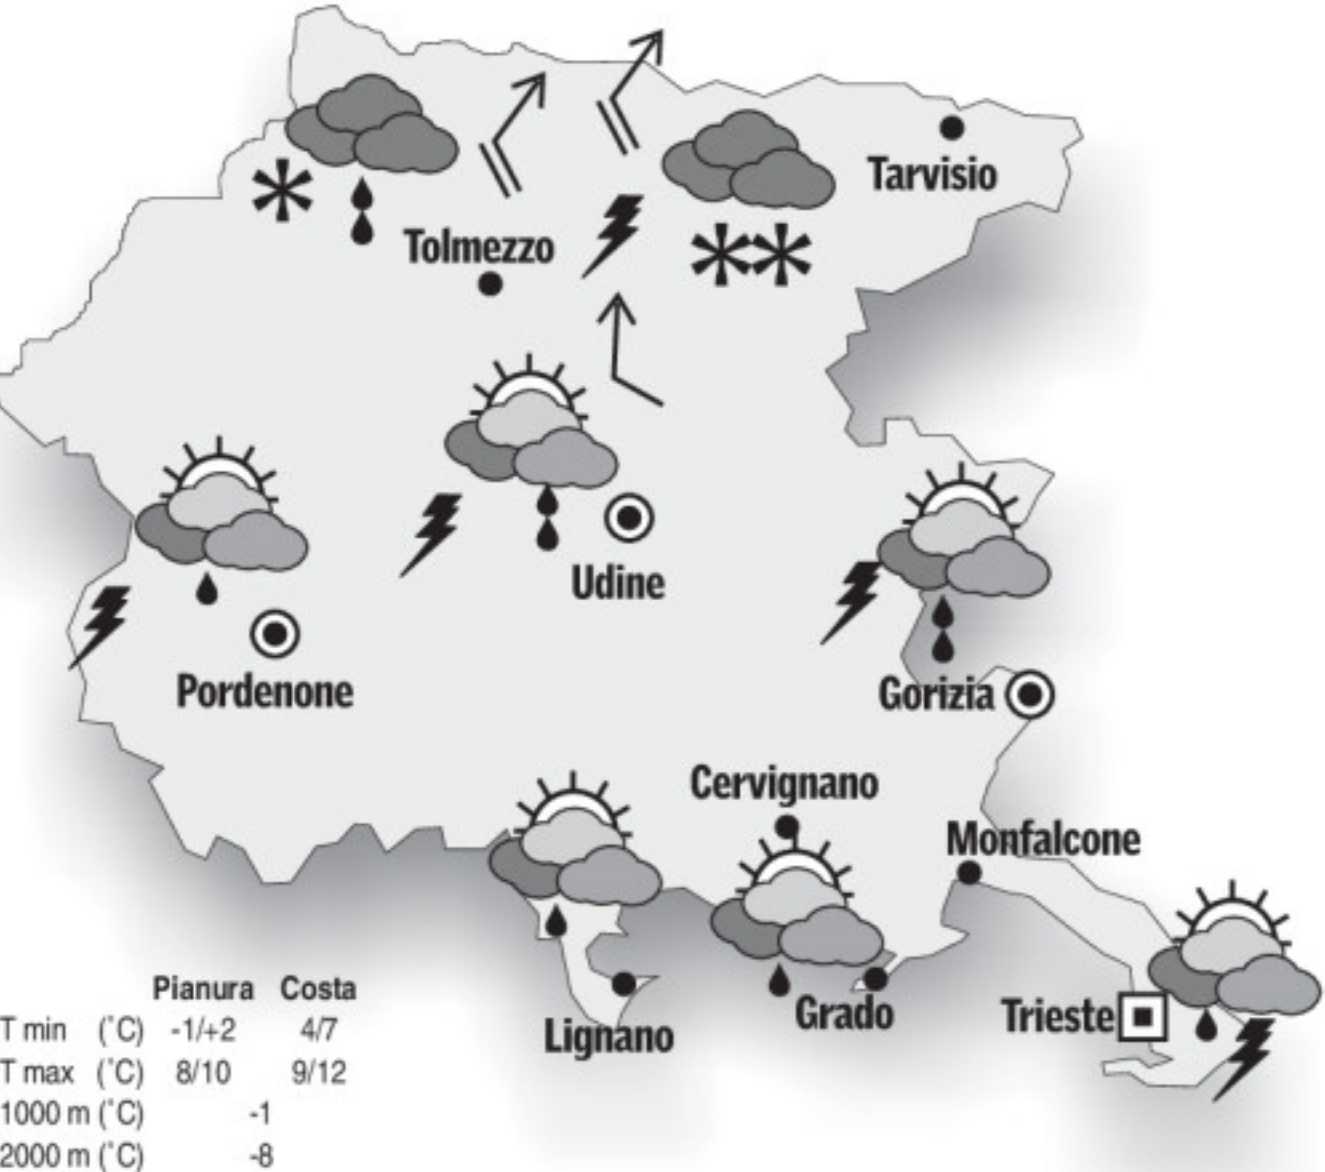 Tarvisio
Tolmezzo
Udine
Pordenone
Gorizia
Cervignano
Monfalcone
Grado
Trieste
Lignano
Pianura Costa
T min (˚C) -1/+2 4/7
T max (˚C) 8/10 9/12
1000 m (˚C) -1
2000 m (˚C) -8